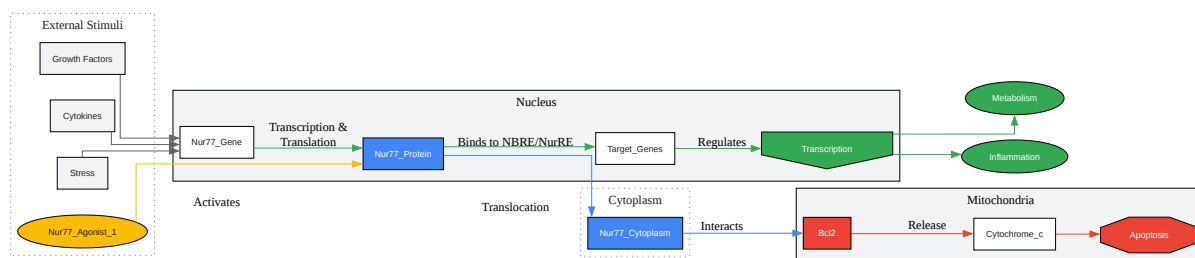 External Stimuli
Growth Factors
Cytokines
Stress
Nur77_Agonist_1
Nucleus
Nur77_Gene
Transcription &
Translation
Nur77_Protein
Binds to NBRE/NurRE
Target_Genes
Regulates
Transcription
Metabolism
Inflammation
Activates
Translocation
Cytoplasm
Nur77_Cytoplasm
Interacts
Mitochondria
Bcl2
Release
Cytochrome_c
Apoptosis